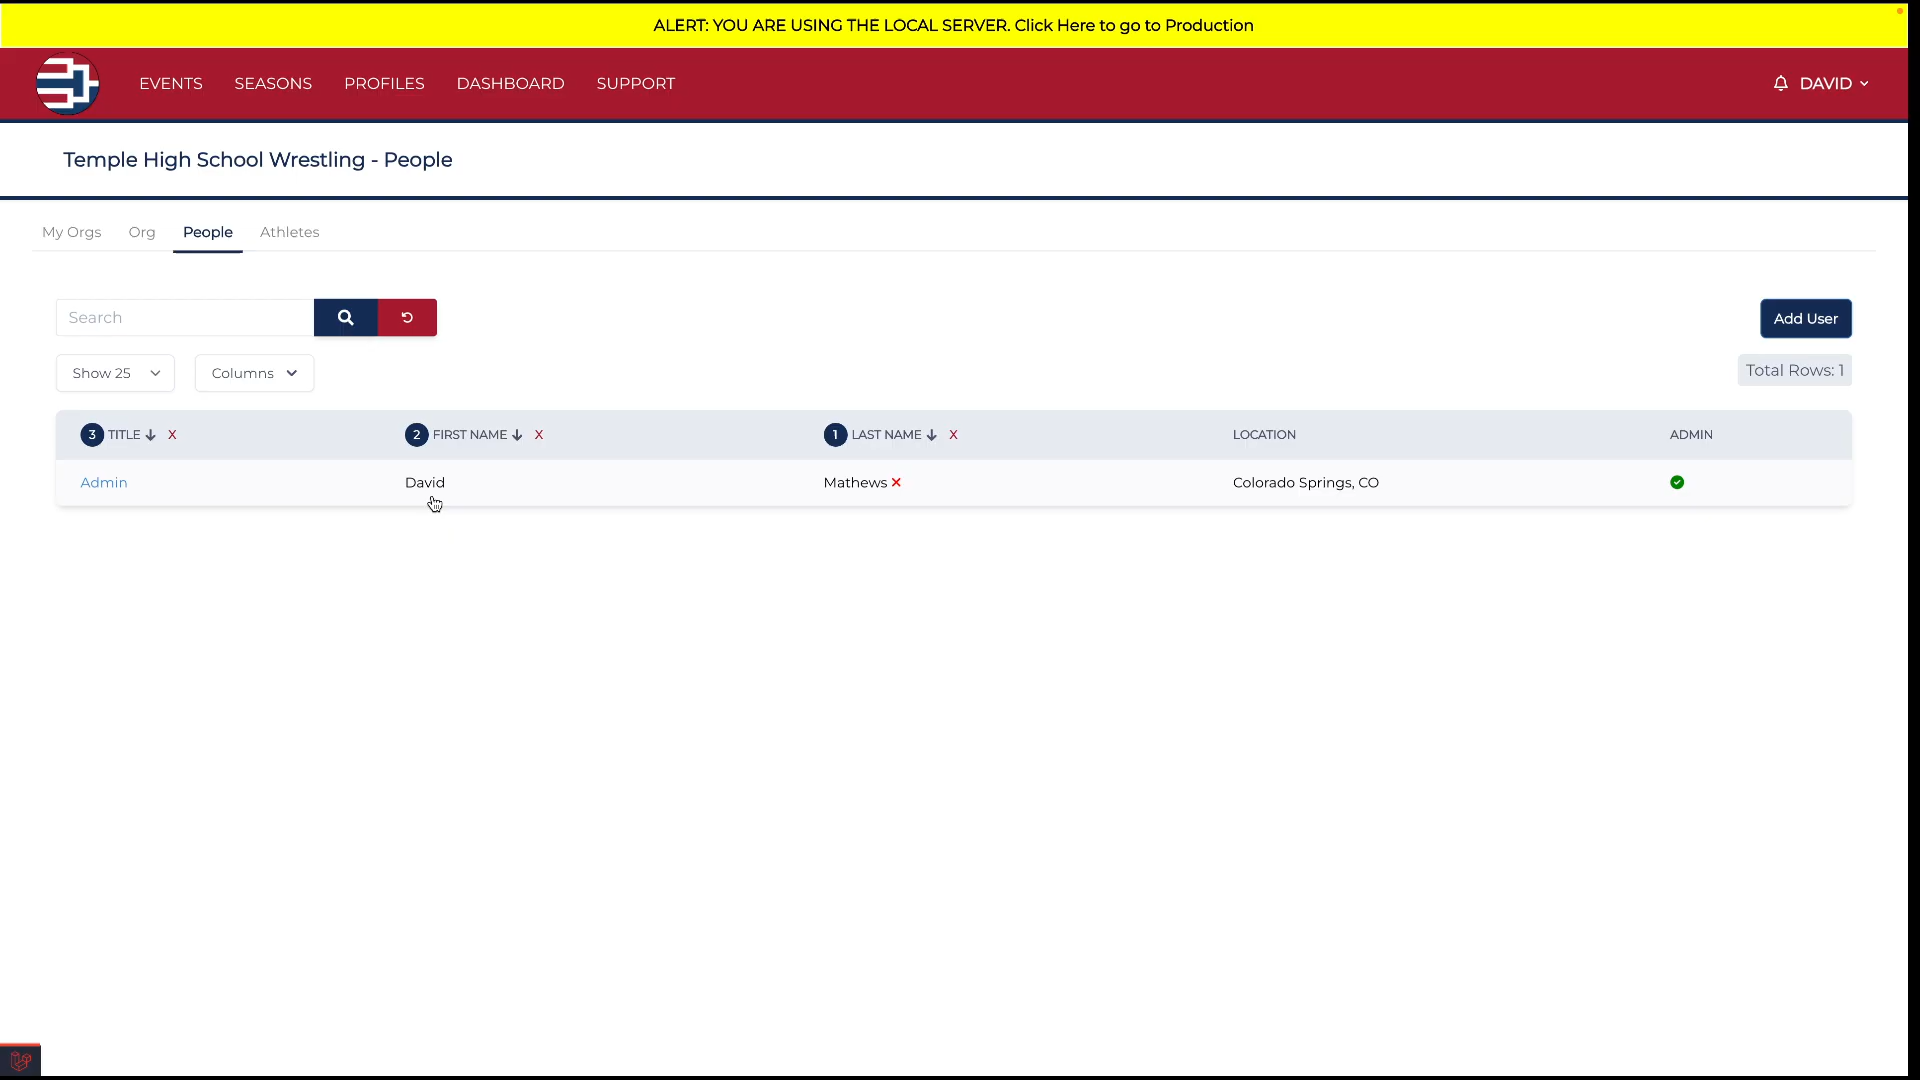 ALERT: YOU ARE USING THE LOCAL SERVER. Click Here to go to Production
EVENTS SEASONS PROFILES DASHBOARD SUPPORT DAVID
Temple High School Wrestling - People
My Orgs Org People Athletes
Search Add User
Show 25 Columns Total Rows: 1
3 TITLE X 2 FIRST NAME X 1 LAST NAME X LOCATION ADMIN
Admin David Mathews Colorado Springs, CO